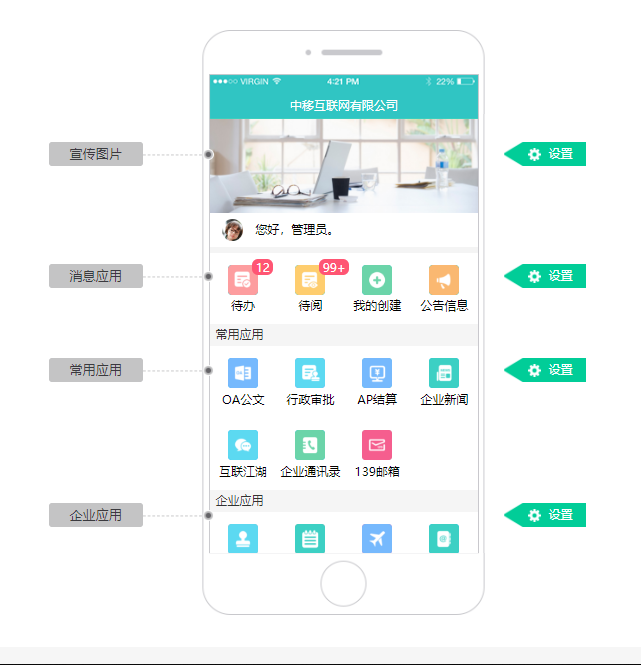 VIRGIN 4:21 PM 22%
中移互联网有限公司
宣传图片
设置
您好，管理员。
消息应用
12 99+
设置
待办 待阅 我的创建 公告信息
常用应用
常用应用
设置
OA公文 行政审批 AP结算 企业新闻
互联江湖 企业通讯录 139邮箱
企业应用
企业应用
设置